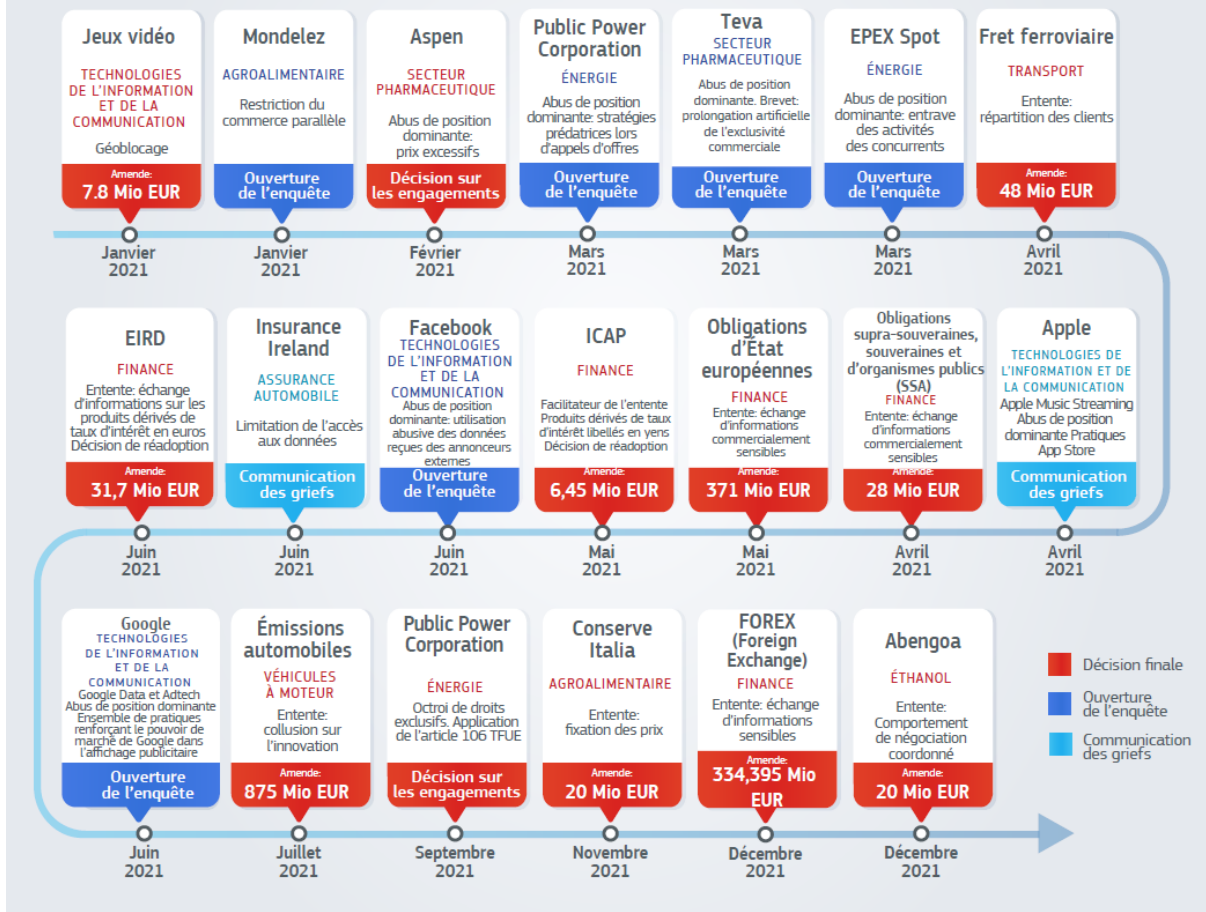 Jeux vidéo
TECHNOLOGIES
DE L'INFORMATION
ET DE LA
COMMUNICATION
Géoblocage
Amende:
7.8 Mio EUR
Janvier
2021
Mondelez
AGROALIMENTAIRE
Restriction du
commerce parallèle
Ouverture
de l'enquête
Janvier
2021
Aspen
SECTEUR
PHARMACEUTIQUE
Abus de position
dominante:
prix excessifs
Décision sur
les engagements
Février
2021
Public Power
Corporation
ÉNERGIE
Abus de position
dominante: stratégies
prédatrices lors
d'appels d'offres
Ouverture
de l'enquête
Mars
2021
Teva
SECTEUR
PHARMACEUTIQUE
Abus de position
dominante. Brevet:
prolongation artificielle
de l'exclusivité
commerciale
Ouverture
de l'enquête
Mars
2021
EPEX Spot
ÉNERGIE
Abus de position
dominante: entrave
des activités
des concurrents
Ouverture
de l'enquête
Mars
2021
Fret ferroviaire
TRANSPORT
Entente:
répartition des clients
Amende:
48 Mio EUR
Avril
2021
EIRD
FINANCE
Entente: échange
d'informations sur les
produits dérivés de
taux d'intérêt en euros
Décision de réadoption
Amende:
31,7 Mio EUR
Juin
2021
Insurance
Ireland
ASSURANCE
AUTOMOBILE
Limitation de l'accès
aux données
Communication
des griefs
Juin
2021
Facebook
TECHNOLOGIES
DE L'INFORMATION
ET DE LA
COMMUNICATION
Abus de position
dominante: utilisation
abusive des données
reçues des annonceurs
externes
Ouverture
de l'enquête
Juin
2021
ICAP
FINANCE
Facilitateur de l'entente
Produits dérivés de taux
d'intérêt libellés en yens
Décision de réadoption
Amende:
6,45 Mio EUR
Mai
2021
Obligations
d'État
européennes
FINANCE
Entente: échange
d'informations
commercialement
sensibles
Amende:
371 Mio EUR
Mai
2021
Obligations
supra-souveraines,
souveraines et
d'organismes publics
(SSA)
FINANCE
Entente: échange
d'informations
commercialement
sensibles
Amende:
28 Mio EUR
Avril
2021
Apple
TECHNOLOGIES DE
L'INFORMATION ET DE
LA COMMUNICATION
Apple Music Streaming
Abus de position
dominante Pratiques
App Store
Communication
des griefs
Avril
2021
Google
TECHNOLOGIES
DE L'INFORMATION
ET DE LA
COMMUNICATION
Google Data et Adtech
Abus de position dominante
Ensemble de pratiques
renforçant le pouvoir de
marché de Google dans
l'affichage publicitaire
Ouverture
de l'enquête
Juin
2021
Émissions
automobiles
VÉHICULES
À MOTEUR
Entente:
collusion sur
l'innovation
Amende:
875 Mio EUR
Juillet
2021
Public Power
Corporation
ÉNERGIE
Octroi de droits
exclusifs. Application
de l'article 106 TFUE
Décision sur
les engagements
Septembre
2021
Conserve
Italia
AGROALIMENTAIRE
Entente:
fixation des prix
Amende:
20 Mio EUR
Novembre
2021
FOREX
(Foreign
Exchange)
FINANCE
Entente: échange
d'informations
sensibles
Amende:
334,395 Mio
EUR
Décembre
2021
Abengoa
ÉTHANOL
Entente:
Comportement
de négociation
coordonné
Amende:
20 Mio EUR
Décembre
2021
Décision finale
Ouverture
de l'enquête
Communication
des griefs